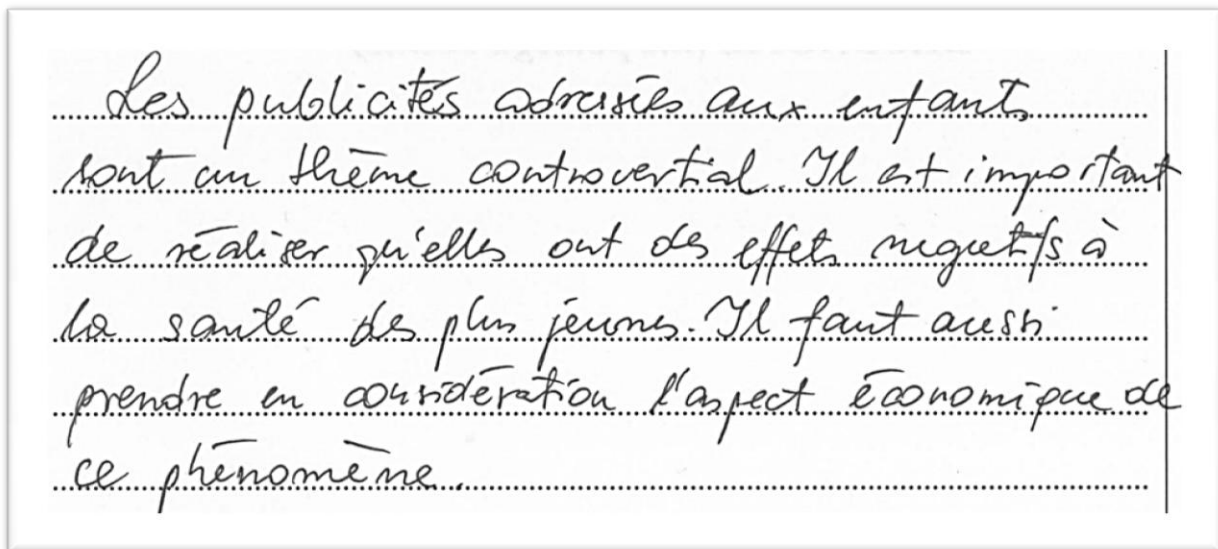 Les publicités adressées aux enfants
sont un thème controvertial. Il est important
de réaliser qu'elles ont des effets negatifs à
la santé des plus jeunes. Il faut aussi
prendre en considération l'aspect économique de
ce phénomène.